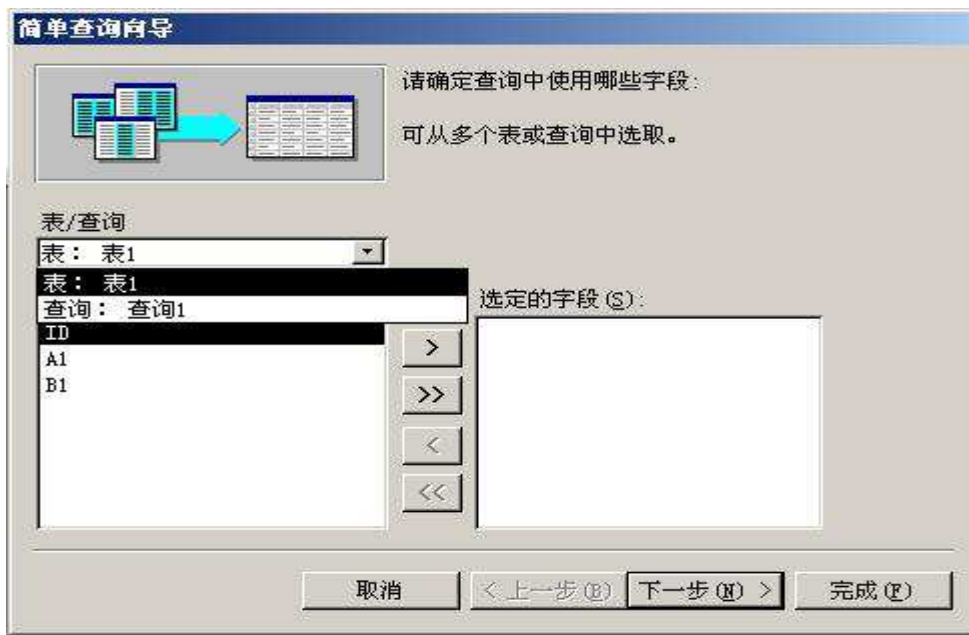 简单查询向导
请确定查询中使用哪些字段:
可从多个表或查询中选取。
表/查询
表： 表1
表： 表1
查询： 查询1
选定的字段(S):
ID
A1
B1
>
>>
<
<<
取消
< 上一步(B)
下一步(N) >
完成(F)